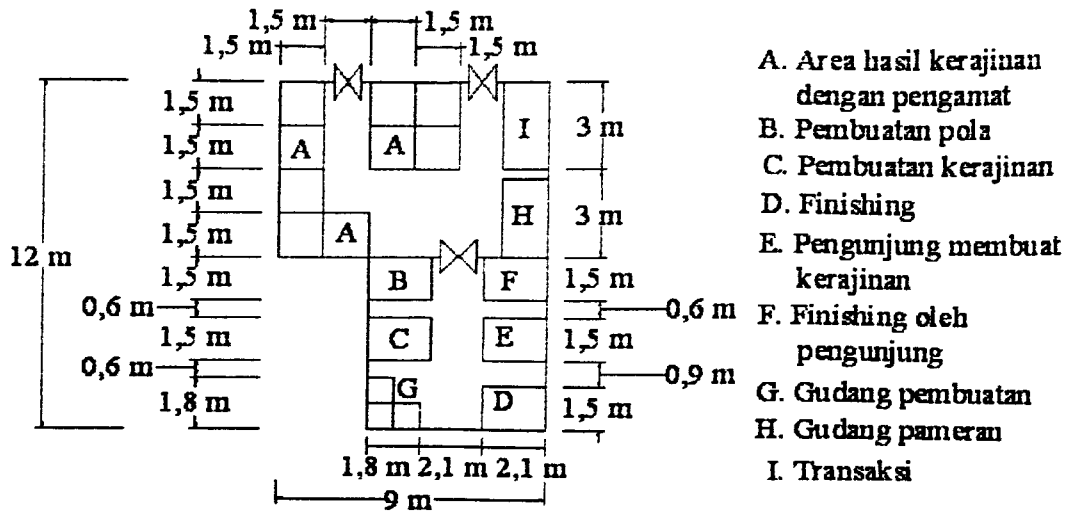 1,5 m 1,5 m
1,5 m 1,5 m
1,5 m
1,5 m
1,5 m
1,5 m
1,5 m
0,6 m
1,5 m
0,6 m
1,8 m
12 m
A
A
A
I
H
B
F
C
E
G
D
3 m
3 m
1,5 m
0,6 m
1,5 m
0,9 m
1,5 m
1,8 m 2,1 m 2,1 m
9 m
A. Area hasil kerajinan
dengan pengamat
B. Pembuatan pola
C. Pembuatan kerajinan
D. Finishing
E. Pengunjung membuat
kerajinan
F. Finishing oleh
pengunjung
G. Gudang pembuatan
H. Gudang pameran
I. Transaksi